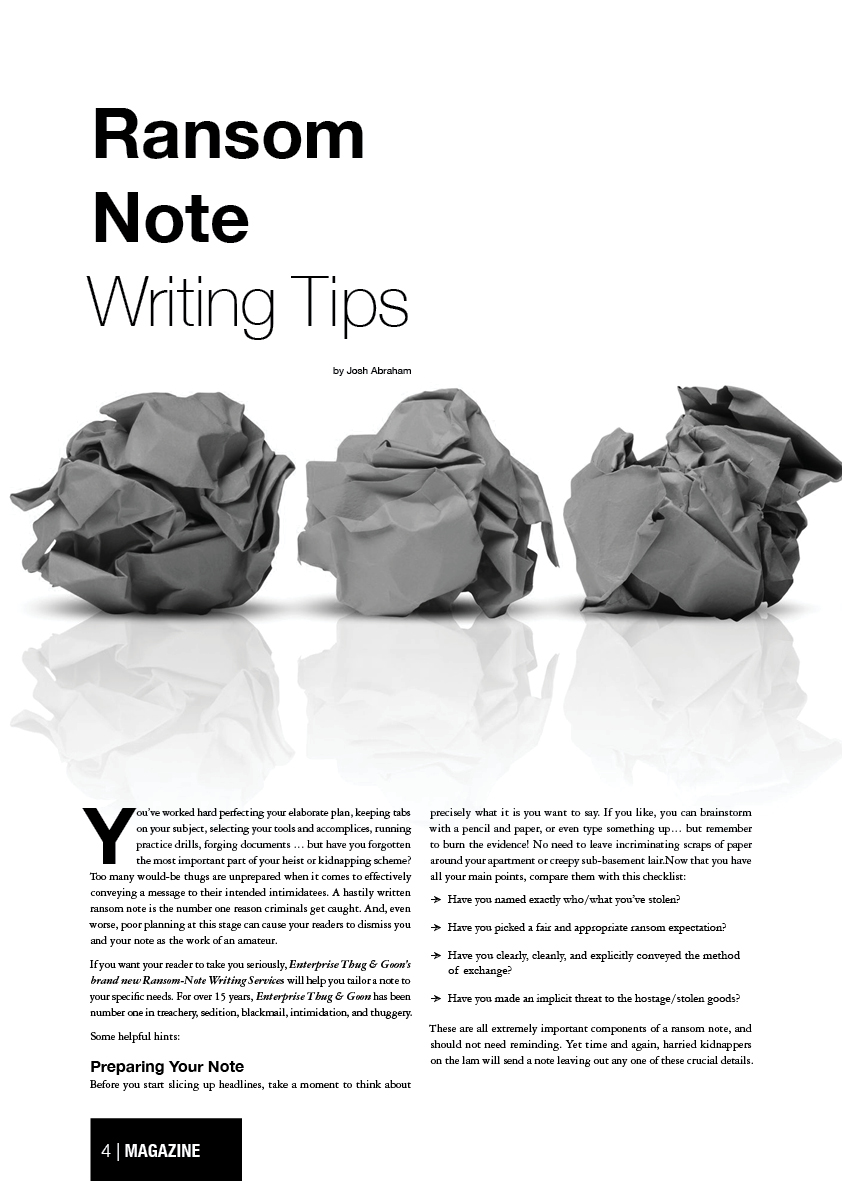 Ransom
Note
Writing Tips
by Josh Abraham
You’ve worked hard perfecting your elaborate plan, keeping tabs
on your subject, selecting your tools and accomplices, running
practice drills, forging documents … but have you forgotten
the most important part of your heist or kidnapping scheme?
Too many would-be thugs are unprepared when it comes to effectively
conveying a message to their intended intimidatees. A hastily written
ransom note is the number one reason criminals get caught. And, even
worse, poor planning at this stage can cause your readers to dismiss you
and your note as the work of an amateur.
If you want your reader to take you seriously, Enterprise Thug & Goon’s
brand new Ransom-Note Writing Services will help you tailor a note to
your specific needs. For over 15 years, Enterprise Thug & Goon has been
number one in treachery, sedition, blackmail, intimidation, and thuggery.
Some helpful hints:
Preparing Your Note
Before you start slicing up headlines, take a moment to think about
precisely what it is you want to say. If you like, you can brainstorm
with a pencil and paper, or even type something up… but remember
to burn the evidence! No need to leave incriminating scraps of paper
around your apartment or creepy sub-basement lair.Now that you have
all your main points, compare them with this checklist:
→ Have you named exactly who/what you’ve stolen?
→ Have you picked a fair and appropriate ransom expectation?
→ Have you clearly, cleanly, and explicitly conveyed the method
of exchange?
→ Have you made an implicit threat to the hostage/stolen goods?
These are all extremely important components of a ransom note, and
should not need reminding. Yet time and again, harried kidnappers
on the lam will send a note leaving out any one of these crucial details.
4 | MAGAZINE